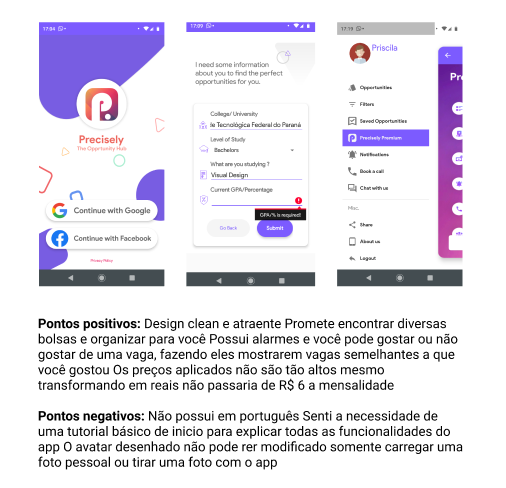 17:04
Precisely
The Opportunity Hub
Continue with Google
Continue with Facebook
Privacy Policy
17:09
I need some information
about you to find the perfect
opportunities for you.
College/ University
le Tecnológica Federal do Paraná
Level of Study
Bachelors
What are you studying ?
Visual Design
Current GPA/Percentage
GPA/% is required!
Go Back
Submit
17:19
Priscila
Opportunities
Filters
Saved Opportunities
Precisely Premium
Notifications
Book a call
Chat with us
Misc.
Share
About us
Logout
Pr
Pontos positivos: Design clean e atraente Promete encontrar diversas
bolsas e organizar para você Possui alarmes e você pode gostar ou não
gostar de uma vaga, fazendo eles mostrarem vagas semelhantes a que
você gostou Os preços aplicados não são tão altos mesmo
transformando em reais não passaria de R$ 6 a mensalidade
Pontos negativos: Não possui em português Senti a necessidade de
uma tutorial básico de inicio para explicar todas as funcionalidades do
app O avatar desenhado não pode rer modificado somente carregar uma
foto pessoal ou tirar uma foto com o app